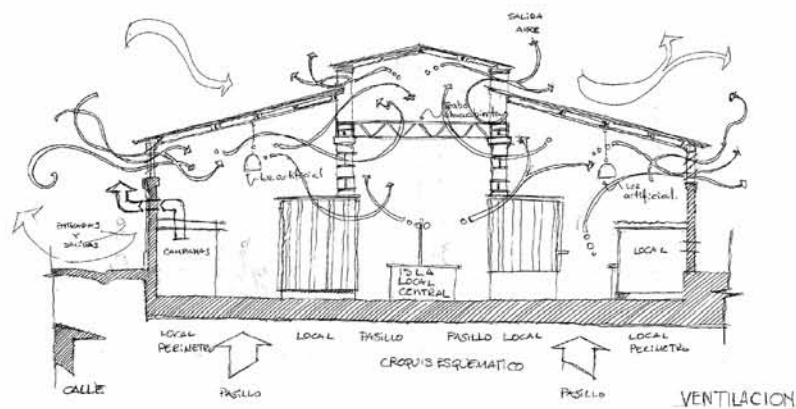 SALIDA
AIRE
Luz artificial
Luz
artificial.
ENTRADAS
Y
SALIDAS
CAMPANAS
ISLA
LOCAL
CENTRAL
LOCAL
LOCAL
PERIMETRO
LOCAL
PASILLO
PASILLO
LOCAL
LOCAL
PERIMETRO
CROQUIS ESQUEMATICO
CALLE
PASILLO
PASILLO
VENTILACION